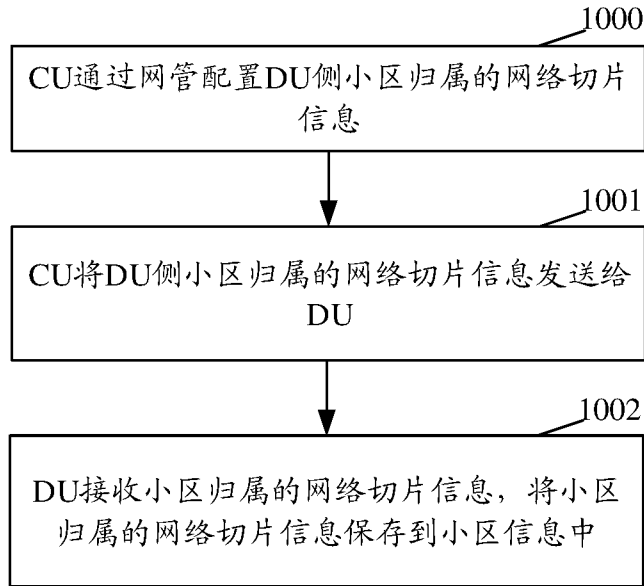 1000
CU通过网管配置DU侧小区归属的网络切片
信息
1001
CU将DU侧小区归属的网络切片信息发送给
DU
1002
DU接收小区归属的网络切片信息，将小区
归属的网络切片信息保存到小区信息中